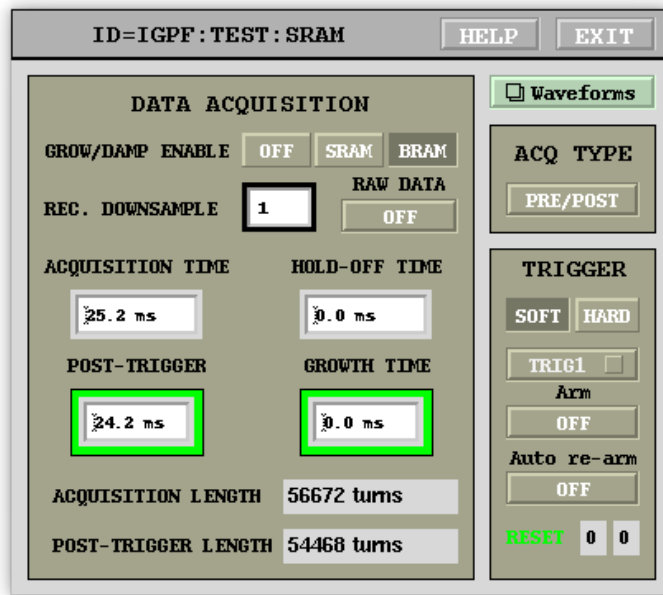 ID=IGPF:TEST:SRAM HELP EXIT
DATA ACQUISITION
GROW/DAMP ENABLE OFF SRAM BRAM
RAW DATA
REC. DOWNSAMPLE 1 OFF
ACQUISITION TIME HOLD-OFF TIME
25.2 ms 0.0 ms
POST-TRIGGER GROWTH TIME
24.2 ms 0.0 ms
ACQUISITION LENGTH 56672 turns
POST-TRIGGER LENGTH 54468 turns
Waveforms
ACQ TYPE
PRE/POST
TRIGGER
SOFT HARD
TRIG1
Arm
OFF
Auto re-arm
OFF
RESET 0 0